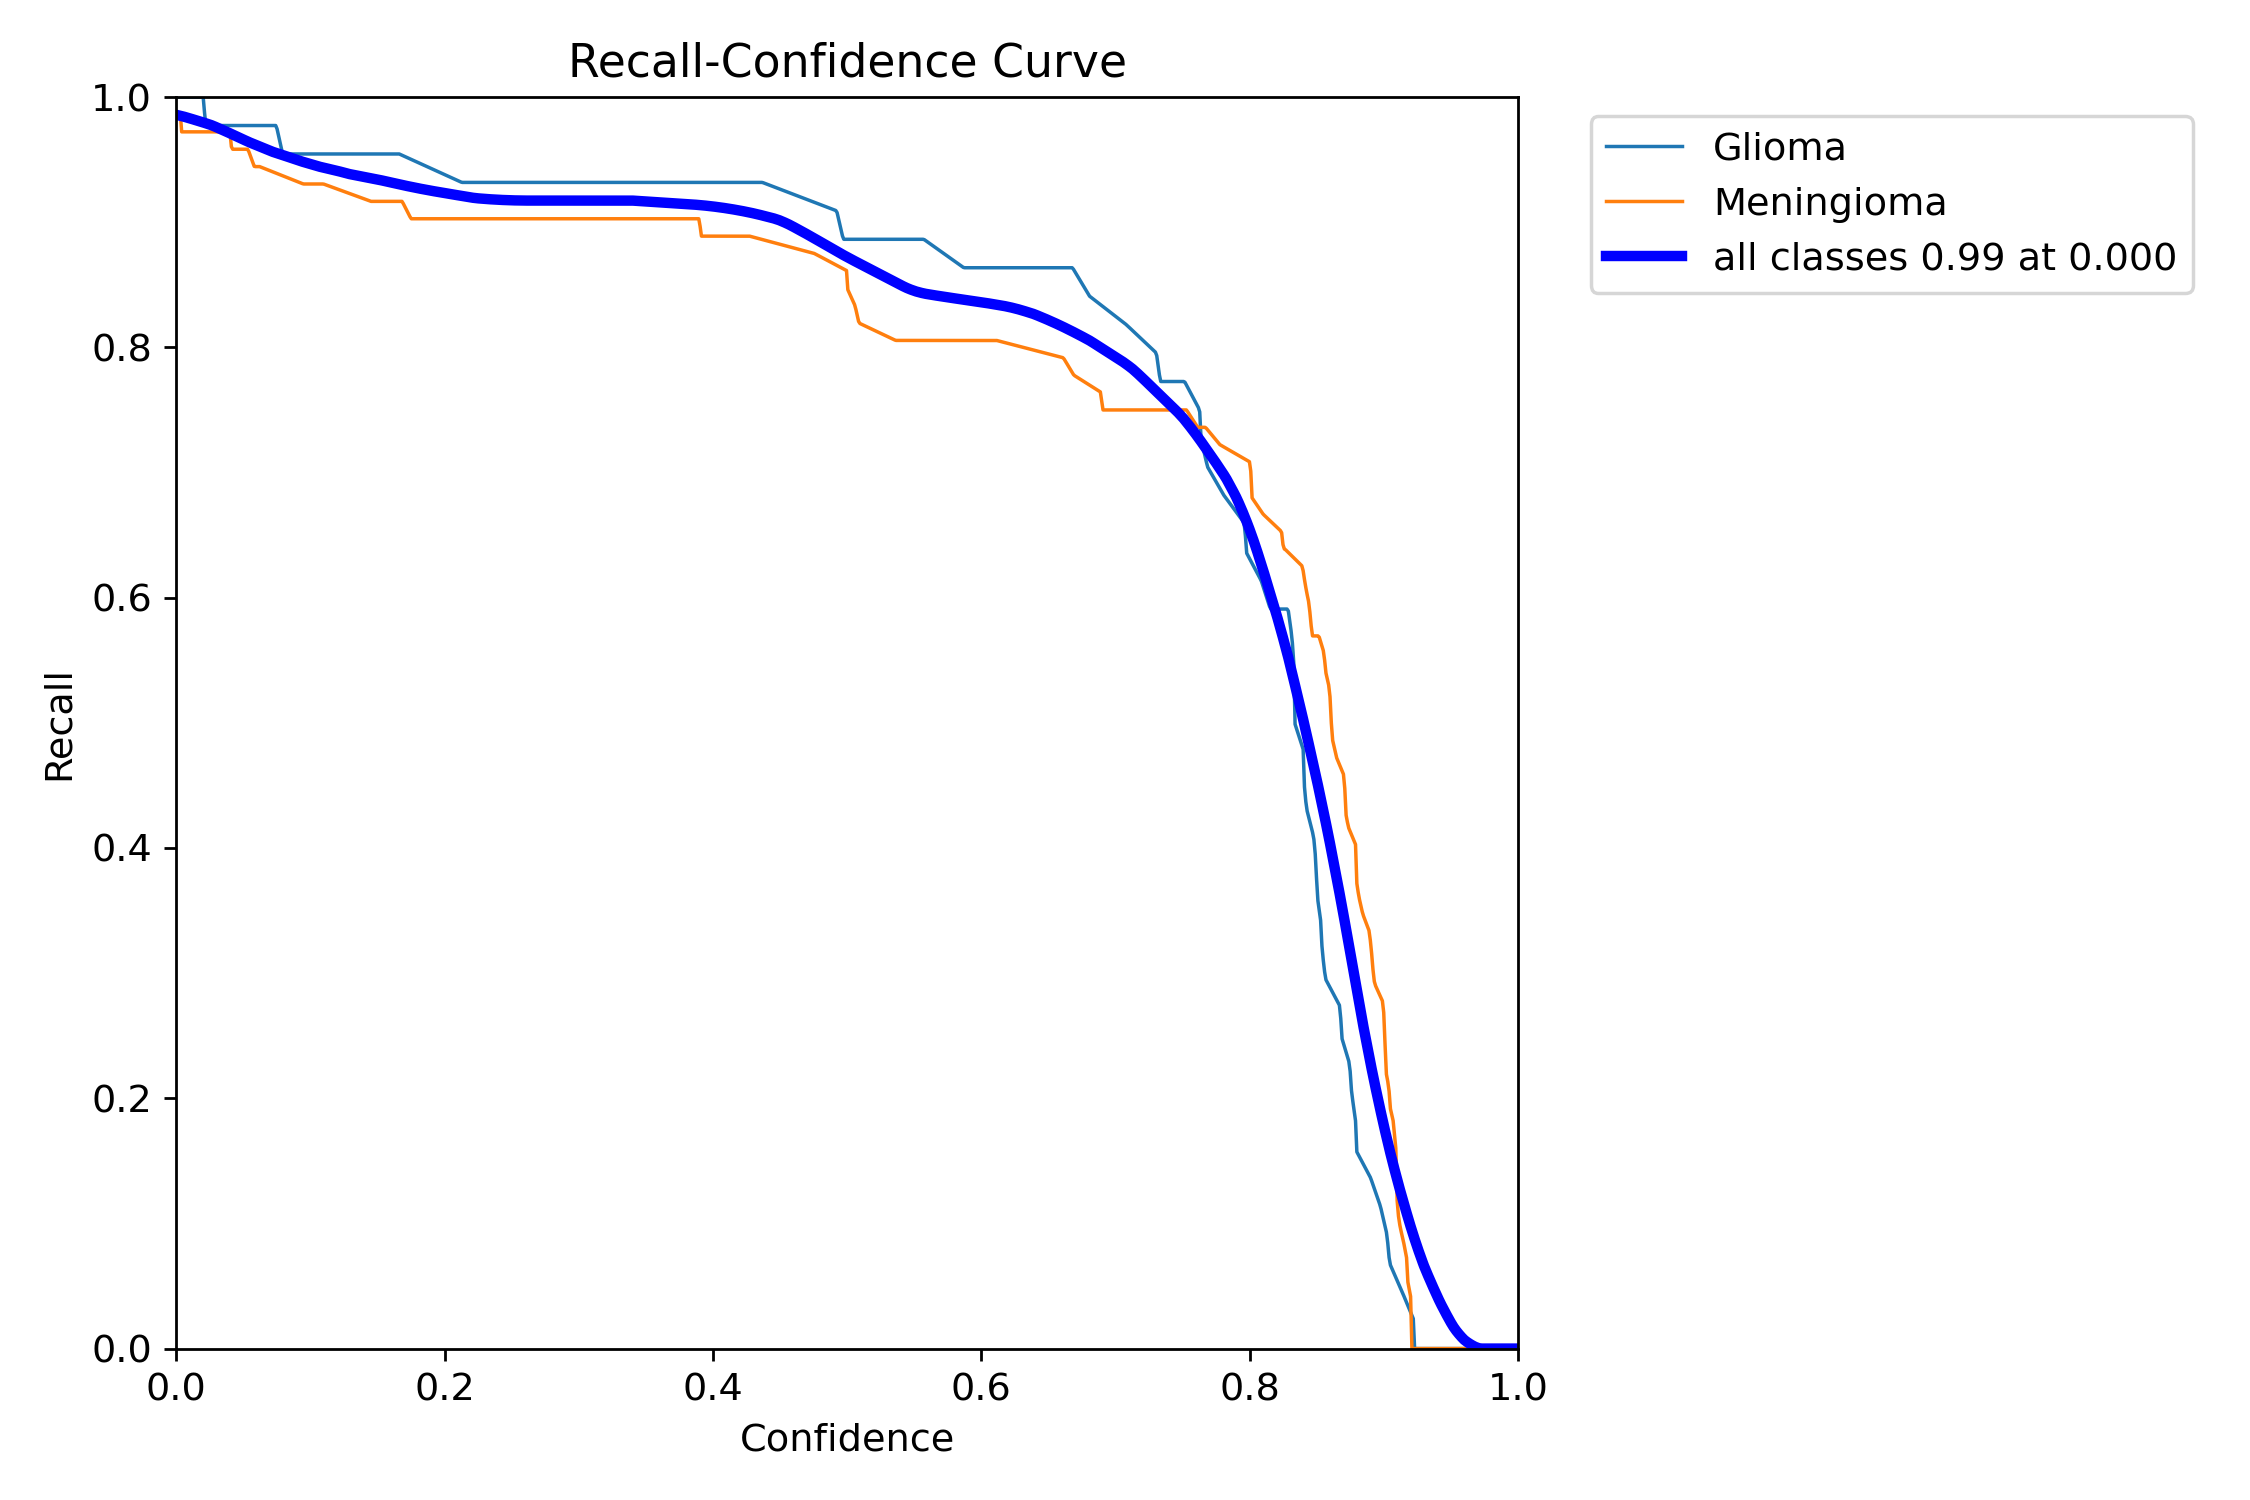 Recall-Confidence Curve
1.0
0.8
0.6
0.4
0.2
0.0
Recall
0.0 0.2 0.4 0.6 0.8 1.0
Confidence
Glioma
Meningioma
all classes 0.99 at 0.000